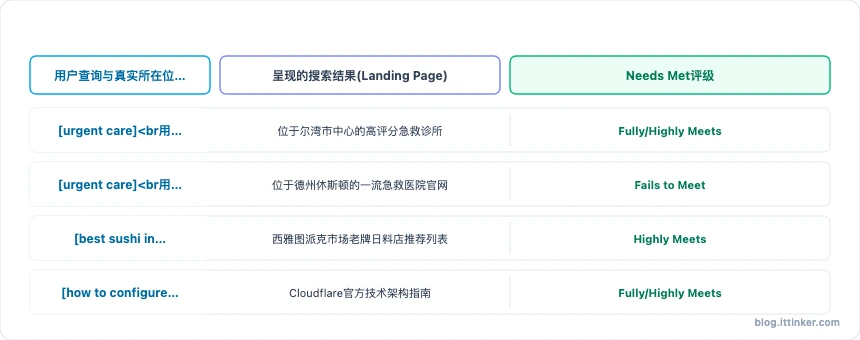 用户查询与真实所在位...
呈现的搜索结果(Landing Page)
Needs Met评级
[urgent care]<br用...
位于尔湾市中心的高评分急救诊所
Fully/Highly Meets
[urgent care]<br用...
位于德州休斯顿的一流急救医院官网
Fails to Meet
[best sushi in...
西雅图派克市场老牌日料店推荐列表
Highly Meets
[how to configure...
Cloudflare官方技术架构指南
Fully/Highly Meets
blog.ittinker.com